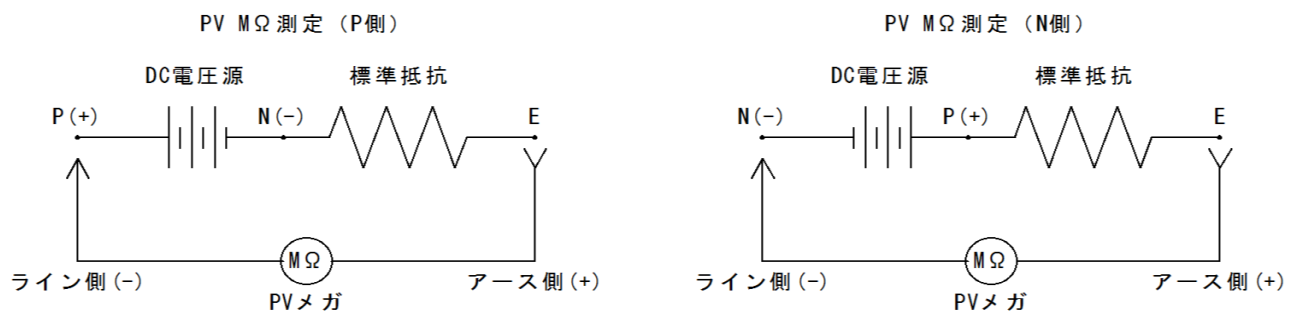 PV MΩ測定（P側）
DC電圧源
標準抵抗
P(+)
N(-)
E
MΩ
ライン側(-)
アース側(+)
PVメガ
PV MΩ測定（N側）
DC電圧源
標準抵抗
N(-)
P(+)
E
MΩ
ライン側(-)
アース側(+)
PVメガ